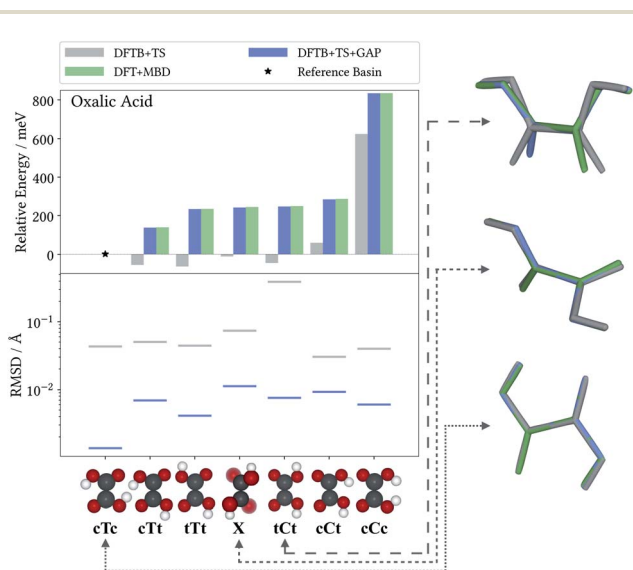 DFTB+TS
DFTB+TS+GAP
DFT+MBD
Reference Basin
Oxalic Acid
Relative Energy / meV
800
600
400
200
0
RMSD / Å
10⁻¹
10⁻²
cTc cTt tTt X tCt cCt cCc